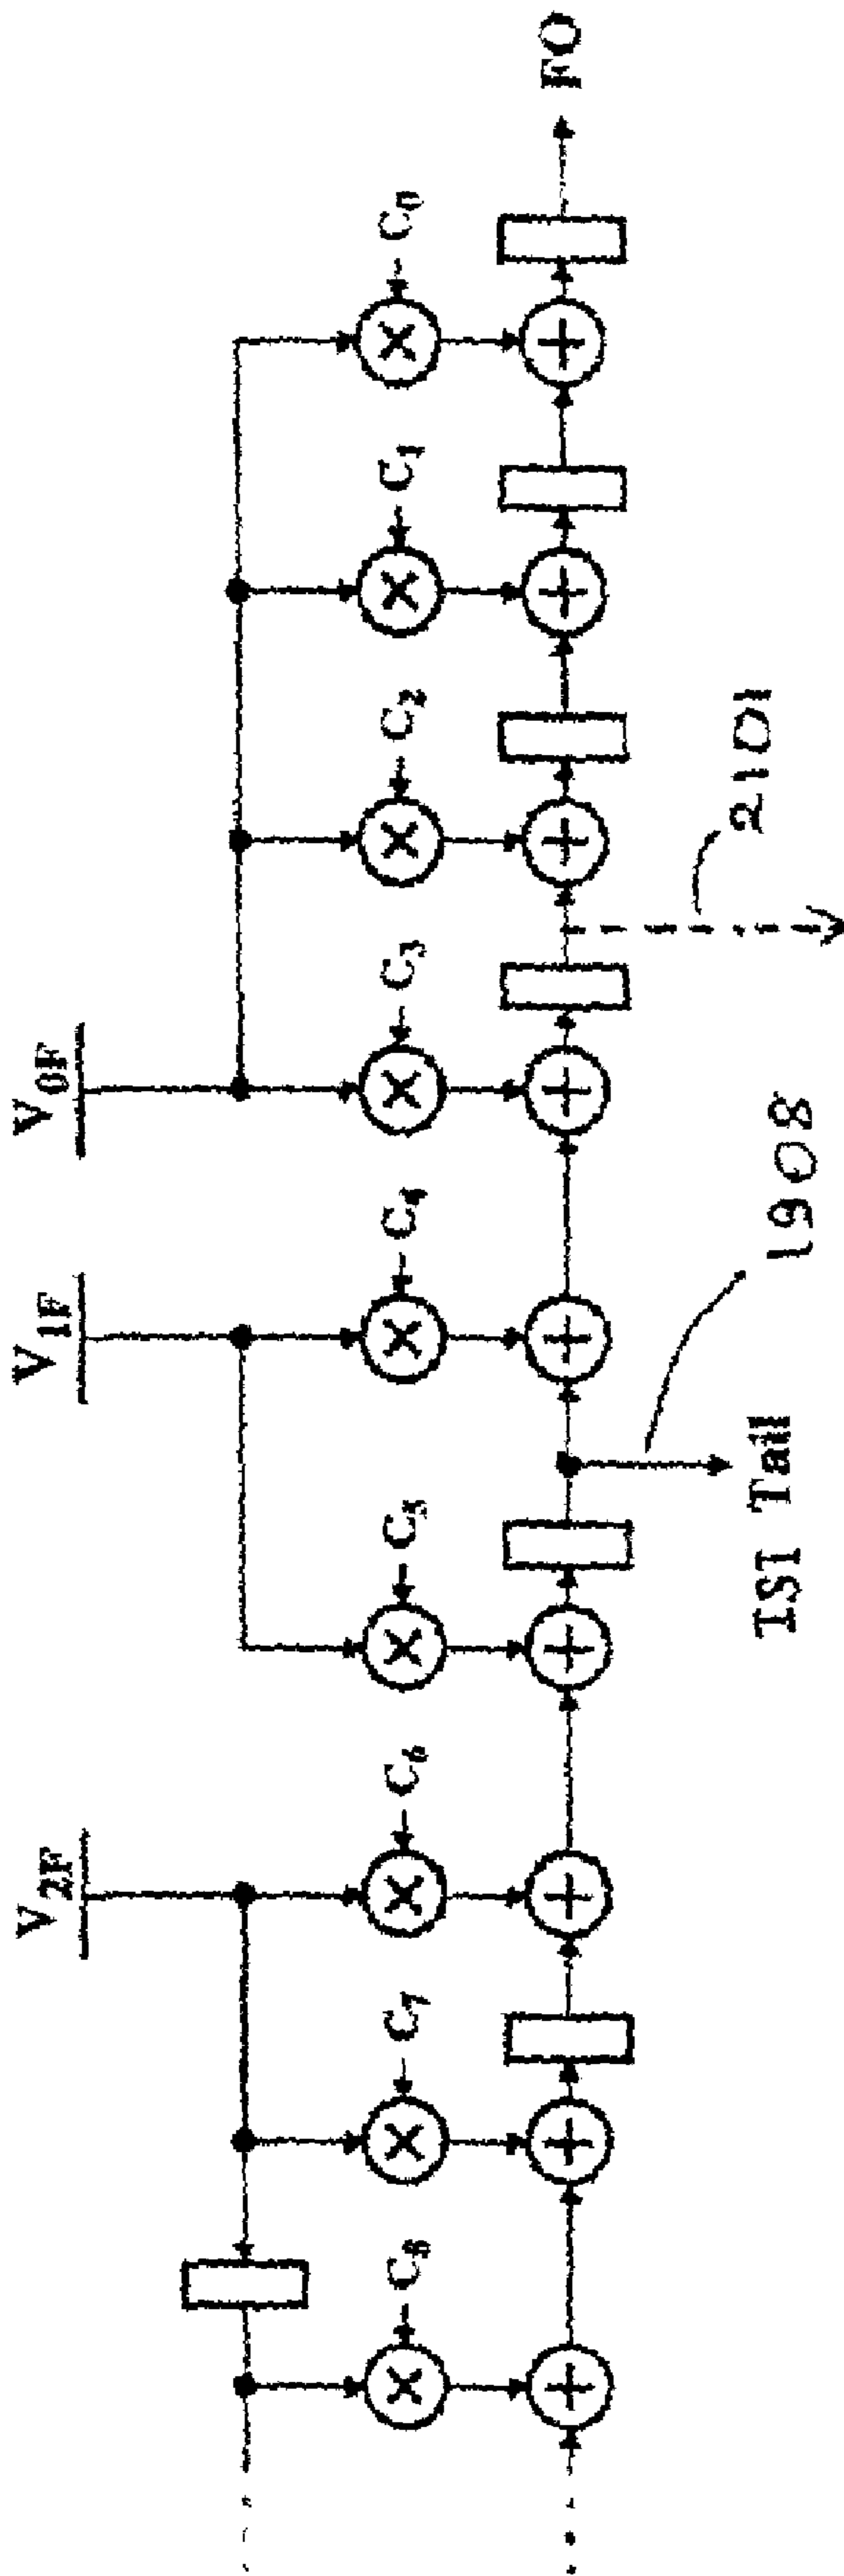 V2F
V1F
V0F
C8
C7
C6
C5
C4
C3
C2
C1
C0
FO
ISI Tail
1908
2101